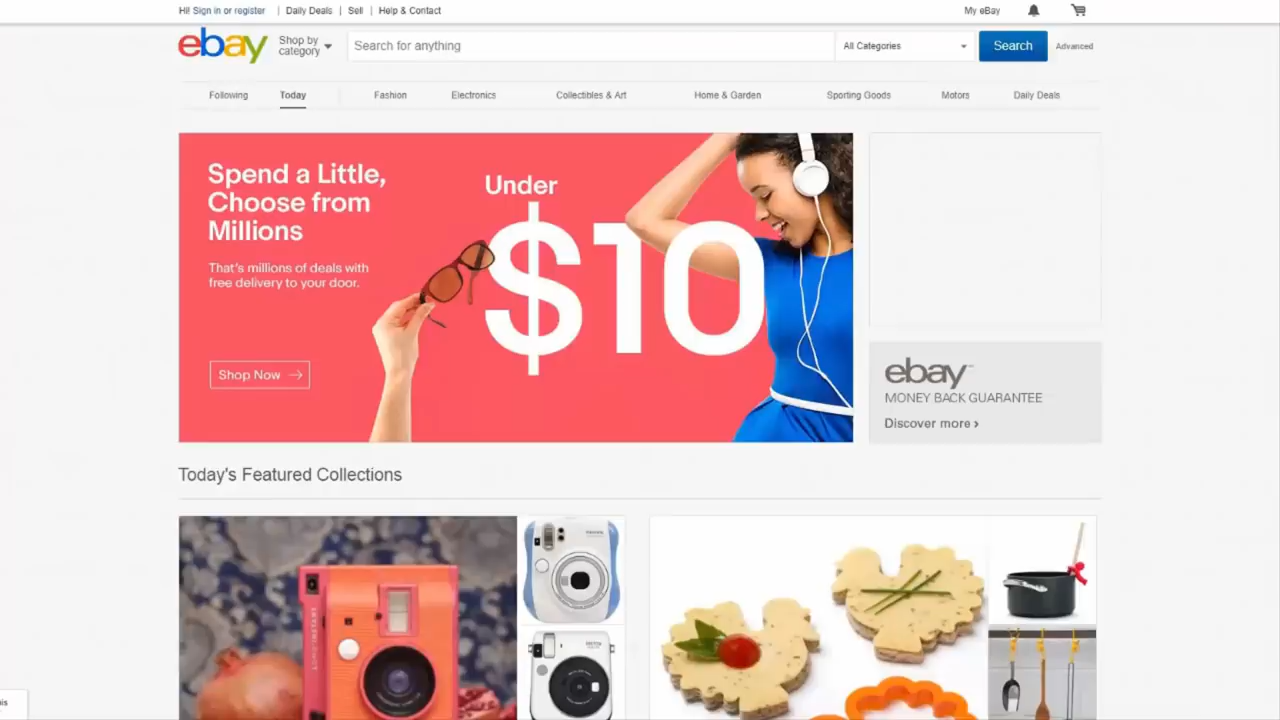 Hi! Sign in or register
Daily Deals
Sell
Help & Contact
My eBay
ebay
Shop by
category
Search for anything
All Categories
Search
Advanced
Following
Today
Fashion
Electronics
Collectibles & Art
Home & Garden
Sporting Goods
Motors
Daily Deals
Spend a Little,
Choose from
Millions
That's millions of deals with
free delivery to your door.
Shop Now
Under
$10
ebay
MONEY BACK GUARANTEE
Discover more
Today's Featured Collections